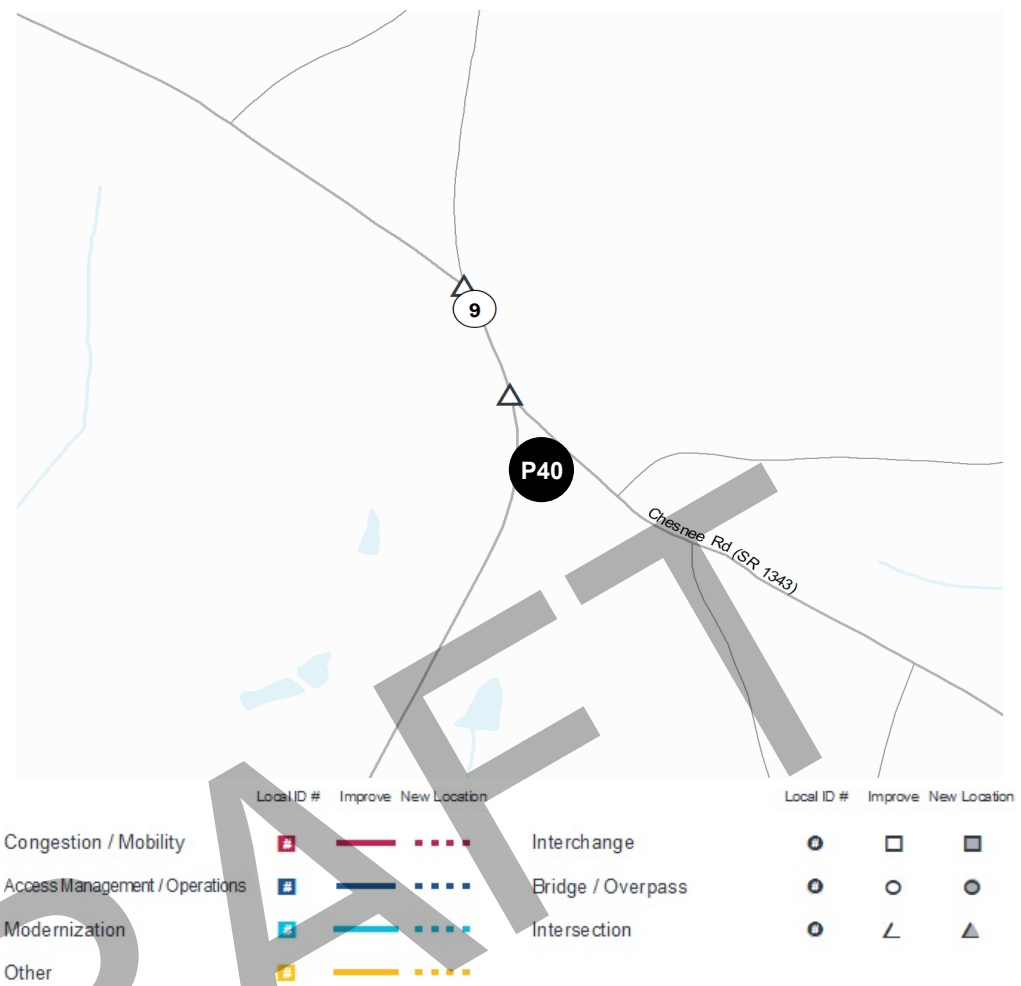 9
P40
Chesnee Rd (SR 1343)
Local ID # Improve New Location Local ID # Improve New Location
Congestion / Mobility # Interchange #
Access Management / Operations # Bridge / Overpass #
Modernization # Intersection #
Other #
RAFT